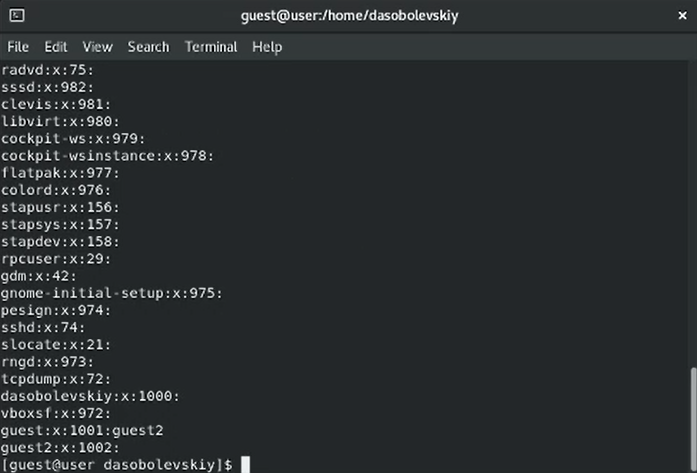 guest@user:/home/dasobolevskiy
File Edit View Search Terminal Help
radvd:x:75:
sssd:x:982:
clevis:x:981:
libvirt:x:980:
cockpit-ws:x:979:
cockpit-wsinstance:x:978:
flatpak:x:977:
colord:x:976:
stapusr:x:156:
stapsys:x:157:
stapdev:x:158:
rpcuser:x:29:
gdm:x:42:
gnome-initial-setup:x:975:
pesign:x:974:
sshd:x:74:
slocate:x:21:
rngd:x:973:
tcpdump:x:72:
dasobolevskiy:x:1000:
vboxsf:x:972:
guest:x:1001:guest2
guest2:x:1002:
[guest@user dasobolevskiy]$